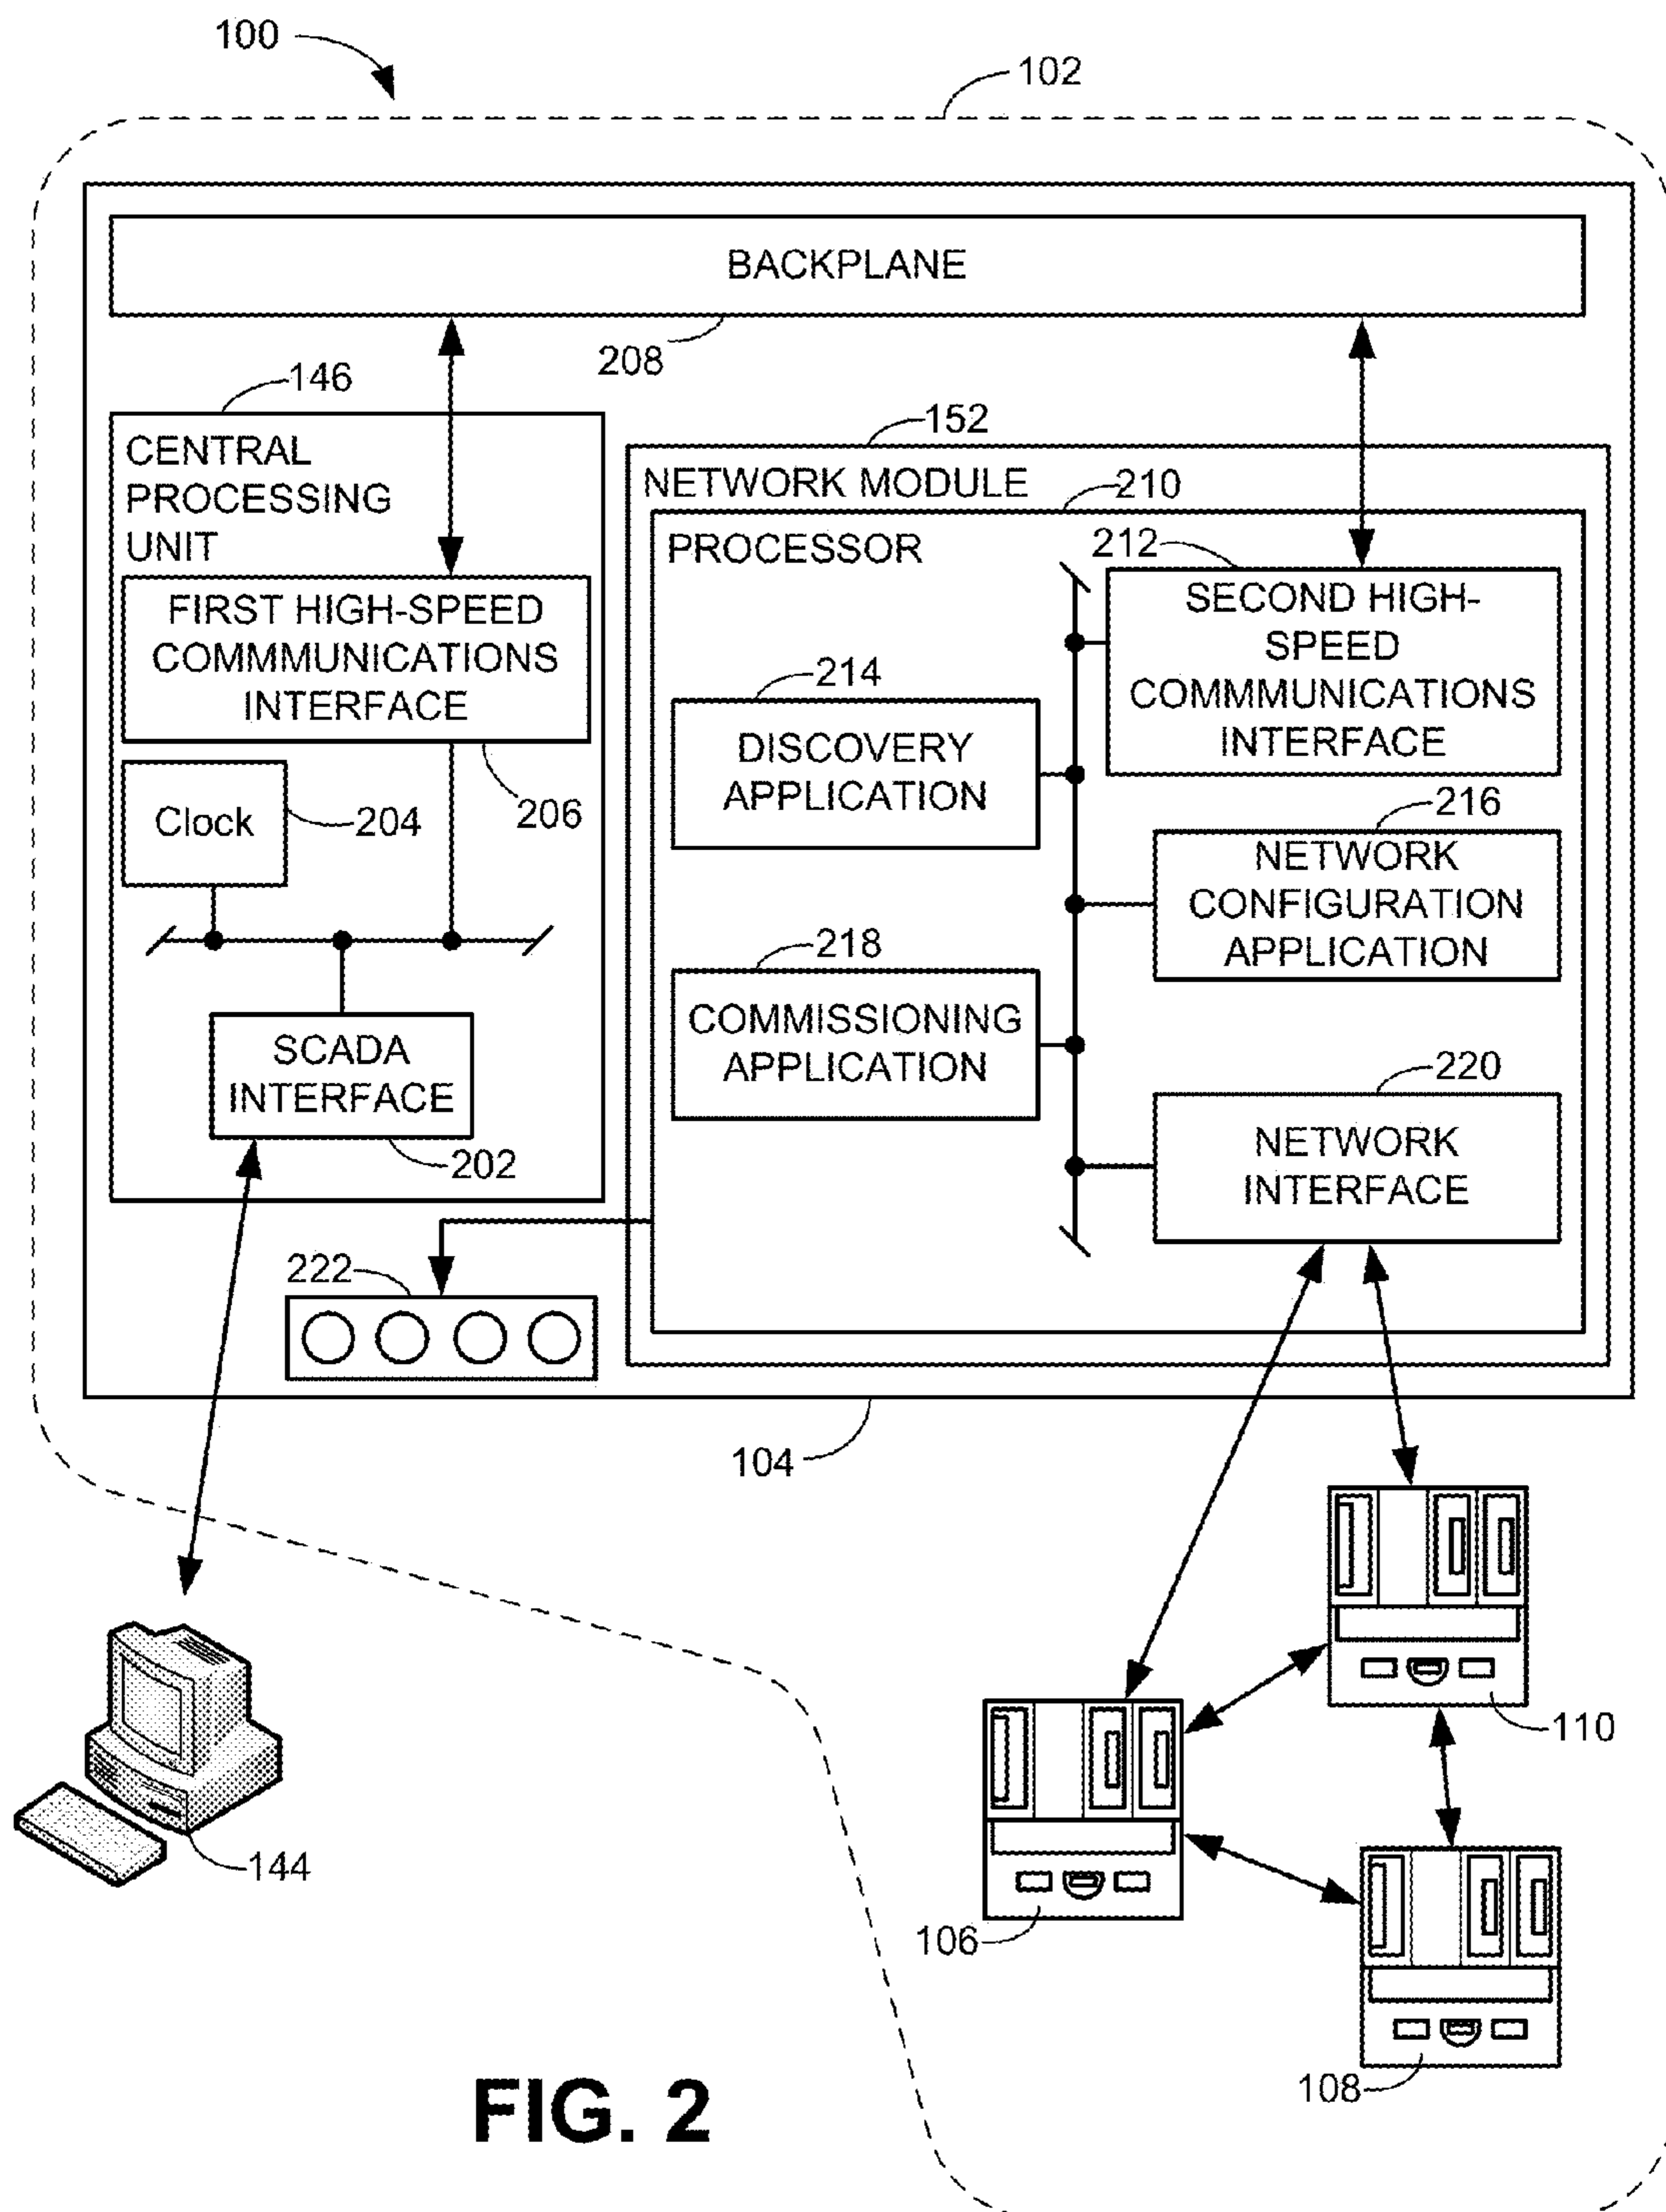 100
102
BACKPLANE
208
146
152
CENTRAL
PROCESSING
UNIT
NETWORK MODULE
210
PROCESSOR
212
FIRST HIGH-SPEED
COMMMUNICATIONS
INTERFACE
SECOND HIGH-
SPEED
COMMMUNICATIONS
INTERFACE
214
DISCOVERY
APPLICATION
206
Clock
204
216
NETWORK
CONFIGURATION
APPLICATION
218
COMMISSIONING
APPLICATION
SCADA
INTERFACE
202
220
NETWORK
INTERFACE
222
104
110
144
106
108
FIG. 2